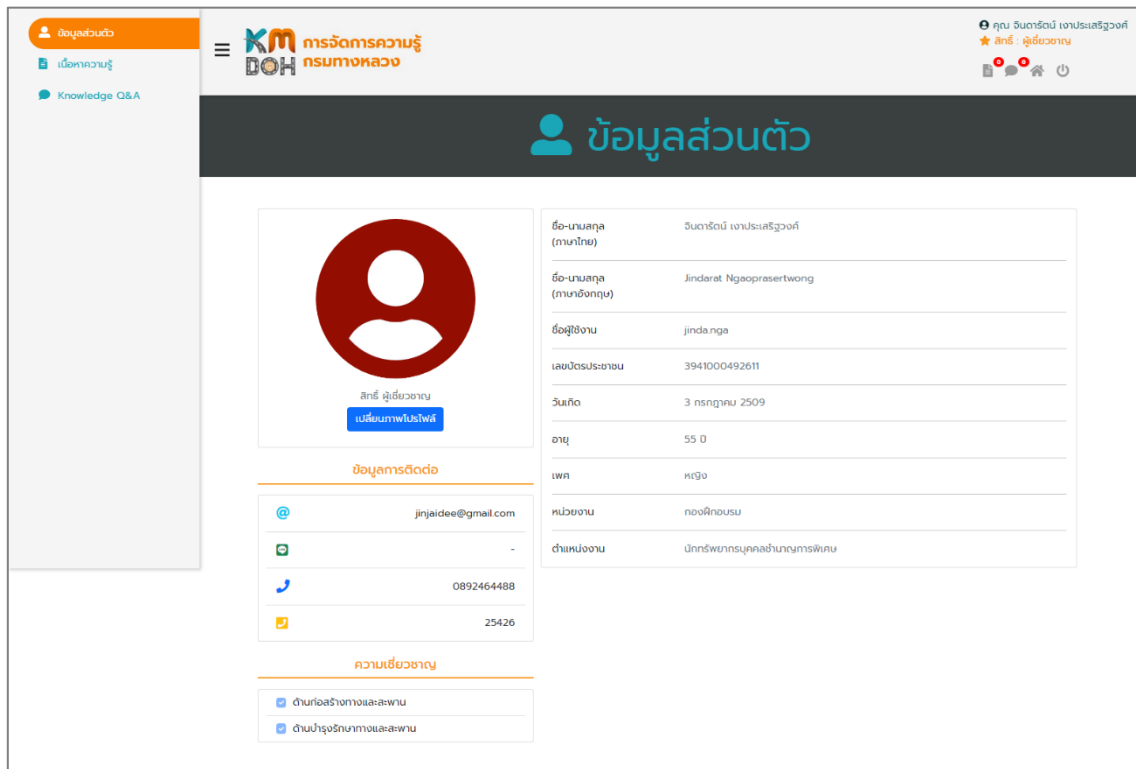 ข้อมูลส่วนตัว
เนื้อหาความรู้
Knowledge Q&A
KM การจัดการความรู้
DOH กรมทางหลวง
คุณ จินดารัตน์ เงาประเสริฐวงศ์
สิทธิ์ : ผู้เชี่ยวชาญ
0 0
ข้อมูลส่วนตัว
สิทธิ์ ผู้เชี่ยวชาญ
เปลี่ยนภาพโปรไฟล์
ข้อมูลการติดต่อ
@ jinjaidee@gmail.com
-
0892464488
25426
ความเชี่ยวชาญ
ด้านก่อสร้างทางและสะพาน
ด้านบำรุงรักษาทางและสะพาน
ชื่อ-นามสกุล จินดารัตน์ เงาประเสริฐวงศ์
(ภาษาไทย)
ชื่อ-นามสกุล Jindarat Ngaoprasertwong
(ภาษาอังกฤษ)
ชื่อผู้ใช้งาน jinda.nga
เลขบัตรประชาชน 3941000492611
วันเกิด 3 กรกฎาคม 2509
อายุ 55 ปี
เพศ หญิง
หน่วยงาน กองฝึกอบรม
ตำแหน่งงาน นักทรัพยากรบุคคลชำนาญการพิเศษ